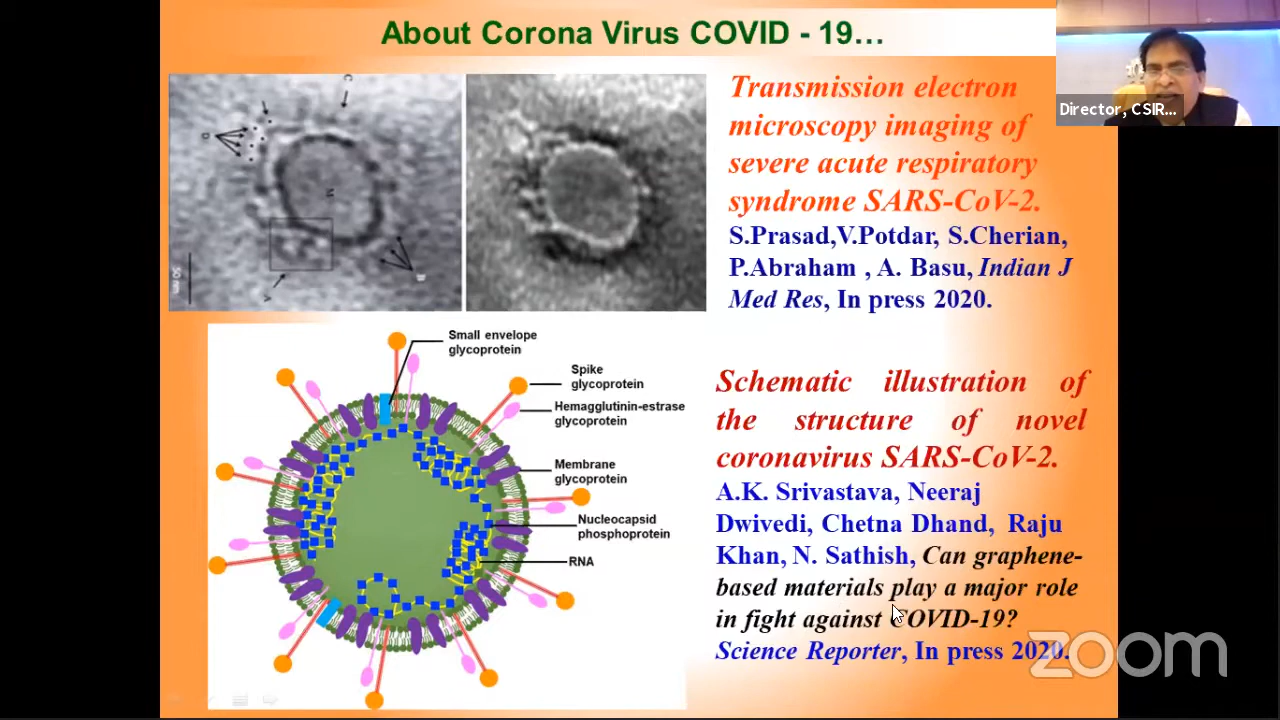 About Corona Virus COVID - 19...
Director, CSIR...
C
D
M
B
A
50 nm
Transmission electron
microscopy imaging of
severe acute respiratory
syndrome SARS-CoV-2.
S.Prasad,V.Potdar, S.Cherian,
P.Abraham , A. Basu, Indian J
Med Res, In press 2020.
Small envelope
glycoprotein
Spike
glycoprotein
Hemagglutinin-estrase
glycoprotein
Membrane
glycoprotein
Nucleocapsid
phosphoprotein
RNA
Schematic illustration of
the structure of novel
coronavirus SARS-CoV-2.
A.K. Srivastava, Neeraj
Dwivedi, Chetna Dhand, Raju
Khan, N. Sathish, Can graphene-
based materials play a major role
in fight against COVID-19?
Science Reporter, In press 2020.
zoom